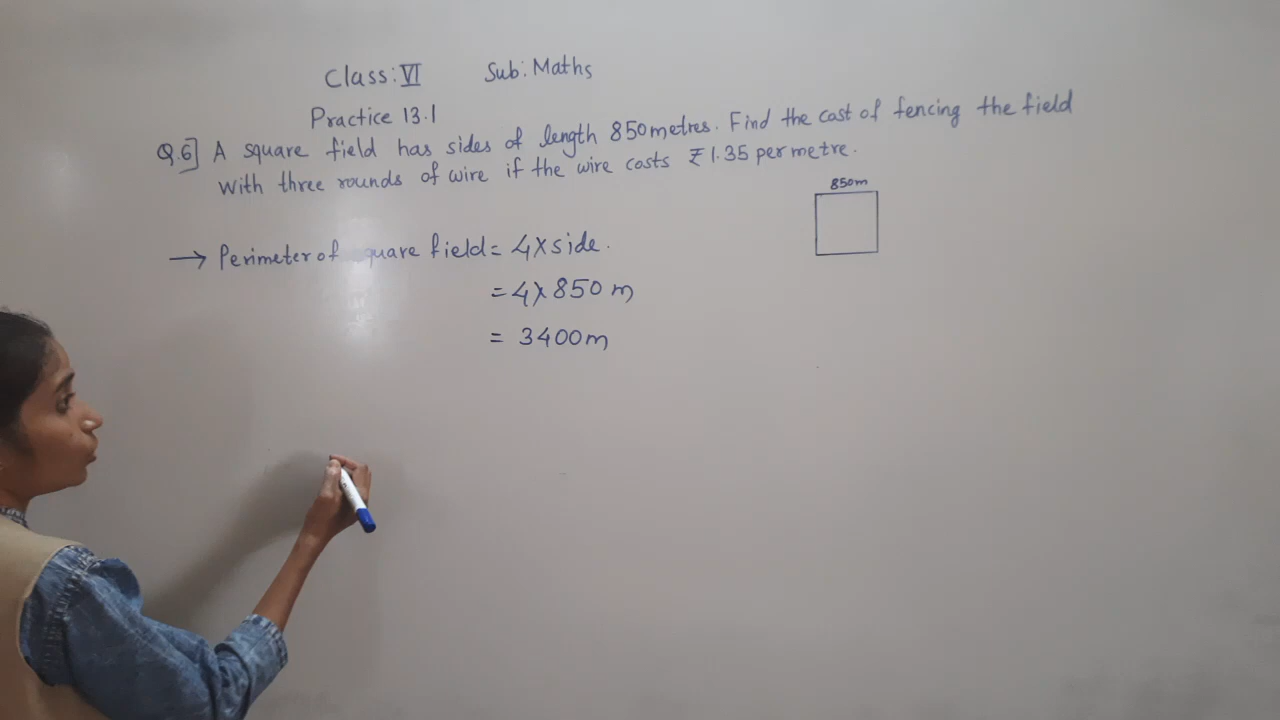 Class: VI Sub: Maths
Practice 13.1
Q.6] A square field has sides of length 850 metres. Find the cost of fencing the field
with three rounds of wire if the wire costs ₹ 1.35 per metre.
850m
→ Perimeter of square field = 4 × side.
= 4 × 850 m
= 3400m